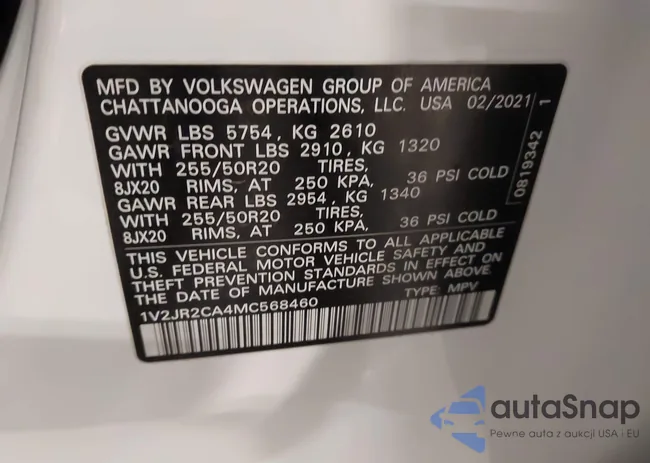 MFD BY VOLKSWAGEN GROUP OF AMERICA
CHATTANOOGA OPERATIONS, LLC. USA 02/2021
GVWR LBS 5754, KG 2610
GAWR FRONT LBS 2910, KG 1320
WITH 255/50R20 TIRES,
8JX20 RIMS, AT 250 KPA, 36 PSI COLD
GAWR REAR LBS 2954, KG 1340
WITH 255/50R20 TIRES,
8JX20 RIMS, AT 250 KPA, 36 PSI COLD
THIS VEHICLE CONFORMS TO ALL APPLICABLE
U.S. FEDERAL MOTOR VEHICLE SAFETY AND
THEFT PREVENTION STANDARDS IN EFFECT ON
THE DATE OF MANUFACTURE SHOWN ABOVE.
1V2JR2CA4MC568460 TYPE: MPV
0819342 1
autaSnap
Pewne auta z aukcji USA - EU